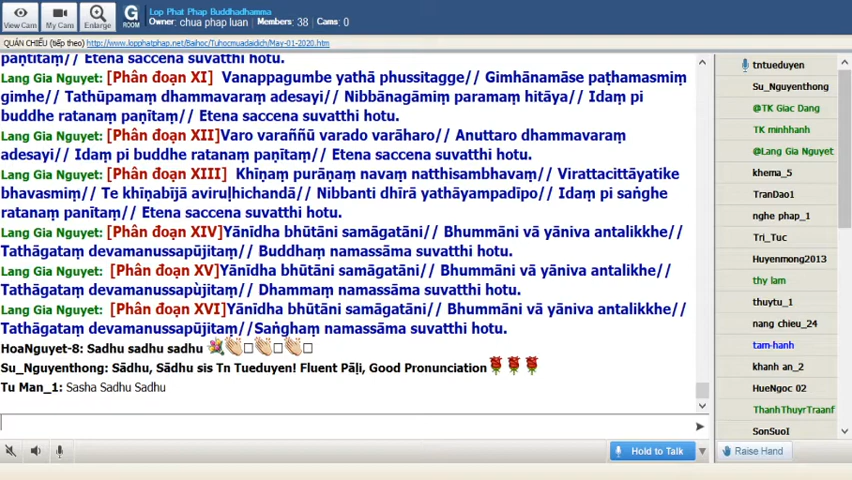 Lop Phat Phap Buddhadhamma
Owner: chua phap luan Members: 38 Cams: 0
View Cam My Cam Enlarge G ROOM
QUÁN CHIẾU (tiếp theo) http://www.lopphatphap.net/Baihoc/Tuhocmuadaidich/May-01-2020.htm
paṇītaṃ// Etena saccena suvatthi hotu.
Lang Gia Nguyet: [Phân đoạn XI] Vanappagumbe yathā phussitagge// Gimhānamāse paṭhamasmiṃ
gimhe// Tathūpamaṃ dhammavaraṃ adesayi// Nibbānagāmiṃ paramaṃ hitāya// Idaṃ pi
buddhe ratanaṃ paṇītaṃ// Etena saccena suvatthi hotu.
Lang Gia Nguyet: [Phân đoạn XII] Varo varaññū varado varāharo// Anuttaro dhammavaraṃ
adesayi// Idaṃ pi buddhe ratanaṃ paṇītaṃ// Etena saccena suvatthi hotu.
Lang Gia Nguyet: [Phân đoạn XIII] Khīṇaṃ purāṇaṃ navaṃ natthisambhavaṃ// Virattacittāyatike
bhavasmiṃ// Te khīṇabījā aviruḷhichandā// Nibbanti dhīrā yathāyampadīpo// Idaṃ pi saṅghe
ratanaṃ panītaṃ// Etena saccena suvatthi hotu.
Lang Gia Nguyet: [Phân đoạn XIV] Yānīdha bhūtāni samāgatāni// Bhummāni vā yāniva antalikkhe//
Tathāgataṃ devamanussapūjitaṃ// Buddhaṃ namassāma suvatthi hotu.
Lang Gia Nguyet: [Phân đoạn XV]Yānīdha bhūtāni samāgatāni// Bhummāni vā yāniva antalikhe//
Tathāgataṃ devamanussapùjitaṃ// Dhammaṃ namassāma suvatthi hotu.
Lang Gia Nguyet: [Phân đoạn XVI]Yānīdha bhūtāni samāgatāni// Bhummāni vā yāniva antalikkhe//
Tathāgataṃ devamanussapūjitaṃ//Saṅghaṃ namassāma suvatthi hotu.
HoaNguyet-8: Sadhu sadhu sadhu
Su_Nguyenthong: Sādhu, Sādhu sis Tn Tueduyen! Fluent Pāḷi, Good Pronunciation
Tu Man_1: Sasha Sadhu Sadhu
Hold to Talk
tntueduyen
Su_Nguyenthong
@TK Giac Dang
TK minhhanh
@Lang Gia Nguyet
khema_5
TranDao1
nghe phap_1
Tri_Tuc
Huyenmong2013
thy lam
thuytu_1
nang chieu_24
tam-hanh
khanh an_2
HueNgoc 02
ThanhThuyrTraanf
SonSuoI
Raise Hand